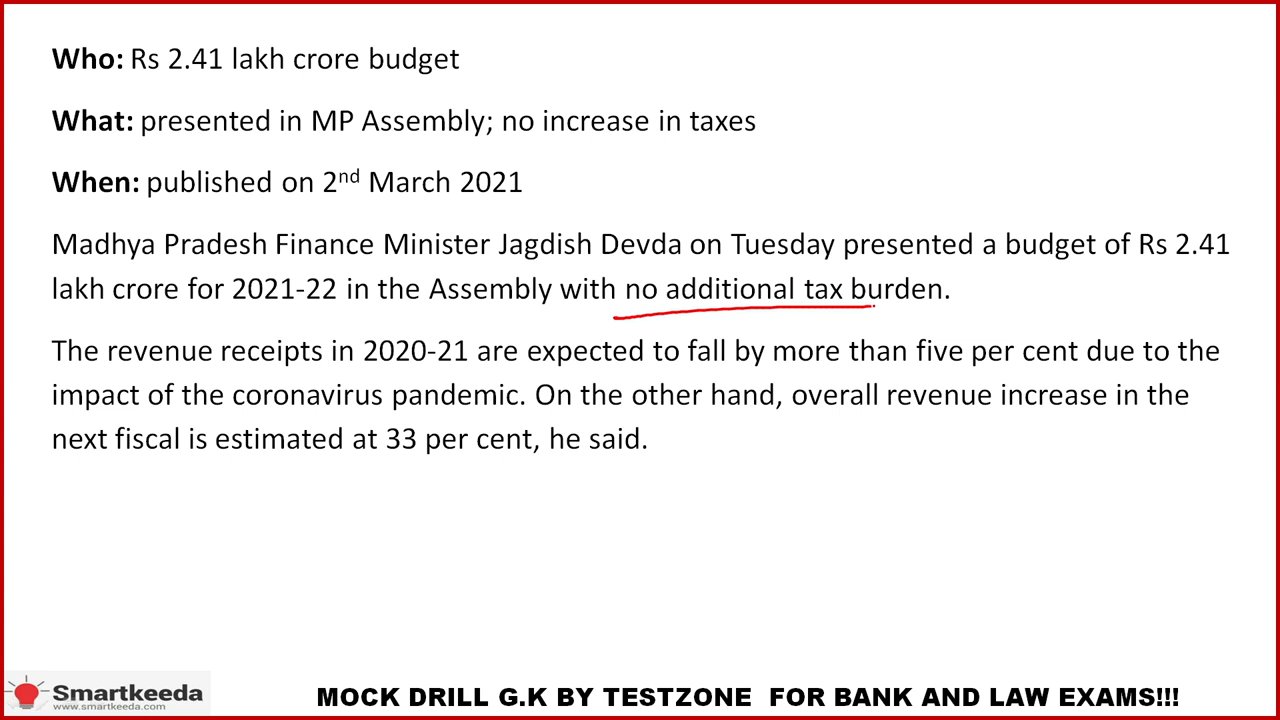 Who: Rs 2.41 lakh crore budget
What: presented in MP Assembly; no increase in taxes
When: published on 2nd March 2021
Madhya Pradesh Finance Minister Jagdish Devda on Tuesday presented a budget of Rs 2.41
lakh crore for 2021-22 in the Assembly with no additional tax burden.
The revenue receipts in 2020-21 are expected to fall by more than five per cent due to the
impact of the coronavirus pandemic. On the other hand, overall revenue increase in the
next fiscal is estimated at 33 per cent, he said.
Smartkeeda
www.smartkeeda.com
MOCK DRILL G.K BY TESTZONE FOR BANK AND LAW EXAMS!!!